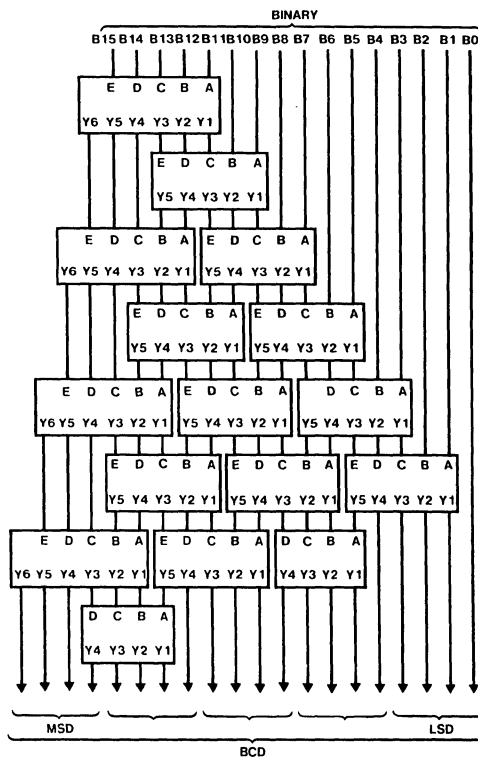 BINARY
B15 B14 B13 B12 B11 B10 B9 B8 B7 B6 B5 B4 B3 B2 B1 B0
E D C B A
Y6 Y5 Y4 Y3 Y2 Y1
E D C B A
Y5 Y4 Y3 Y2 Y1
E D C B A E D C B A
Y6 Y5 Y4 Y3 Y2 Y1 Y5 Y4 Y3 Y2 Y1
E D C B A E D C B A
Y5 Y4 Y3 Y2 Y1 Y5 Y4 Y3 Y2 Y1
E D C B A E D C B A D C B A
Y6 Y5 Y4 Y3 Y2 Y1 Y5 Y4 Y3 Y2 Y1 Y5 Y4 Y3 Y2 Y1
E D C B A E D C B A E D C B A
Y5 Y4 Y3 Y2 Y1 Y5 Y4 Y3 Y2 Y1 Y5 Y4 Y3 Y2 Y1
E D C B A E D C B A D C B A
Y6 Y5 Y4 Y3 Y2 Y1 Y5 Y4 Y3 Y2 Y1 Y4 Y3 Y2 Y1
D C B A
Y4 Y3 Y2 Y1
MSD LSD
BCD